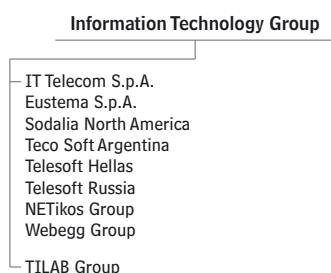 Information Technology Group
IT Telecom S.p.A.
Eustema S.p.A.
Sodalia North America
Teco Soft Argentina
Telesoft Hellas
Telesoft Russia
NETikos Group
Webegg Group
TILAB Group